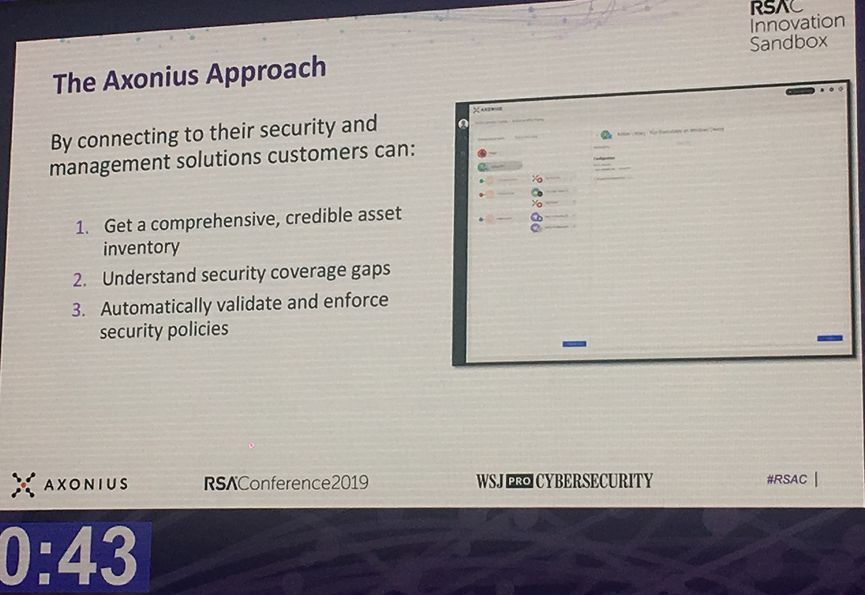 RSAC
Innovation
Sandbox
The Axonius Approach
By connecting to their security and
management solutions customers can:
1. Get a comprehensive, credible asset
inventory
2. Understand security coverage gaps
3. Automatically validate and enforce
security policies
AXONIUS
AXONIUS
RSAConference2019
WSJ PRO CYBERSECURITY
#RSAC |
0:43